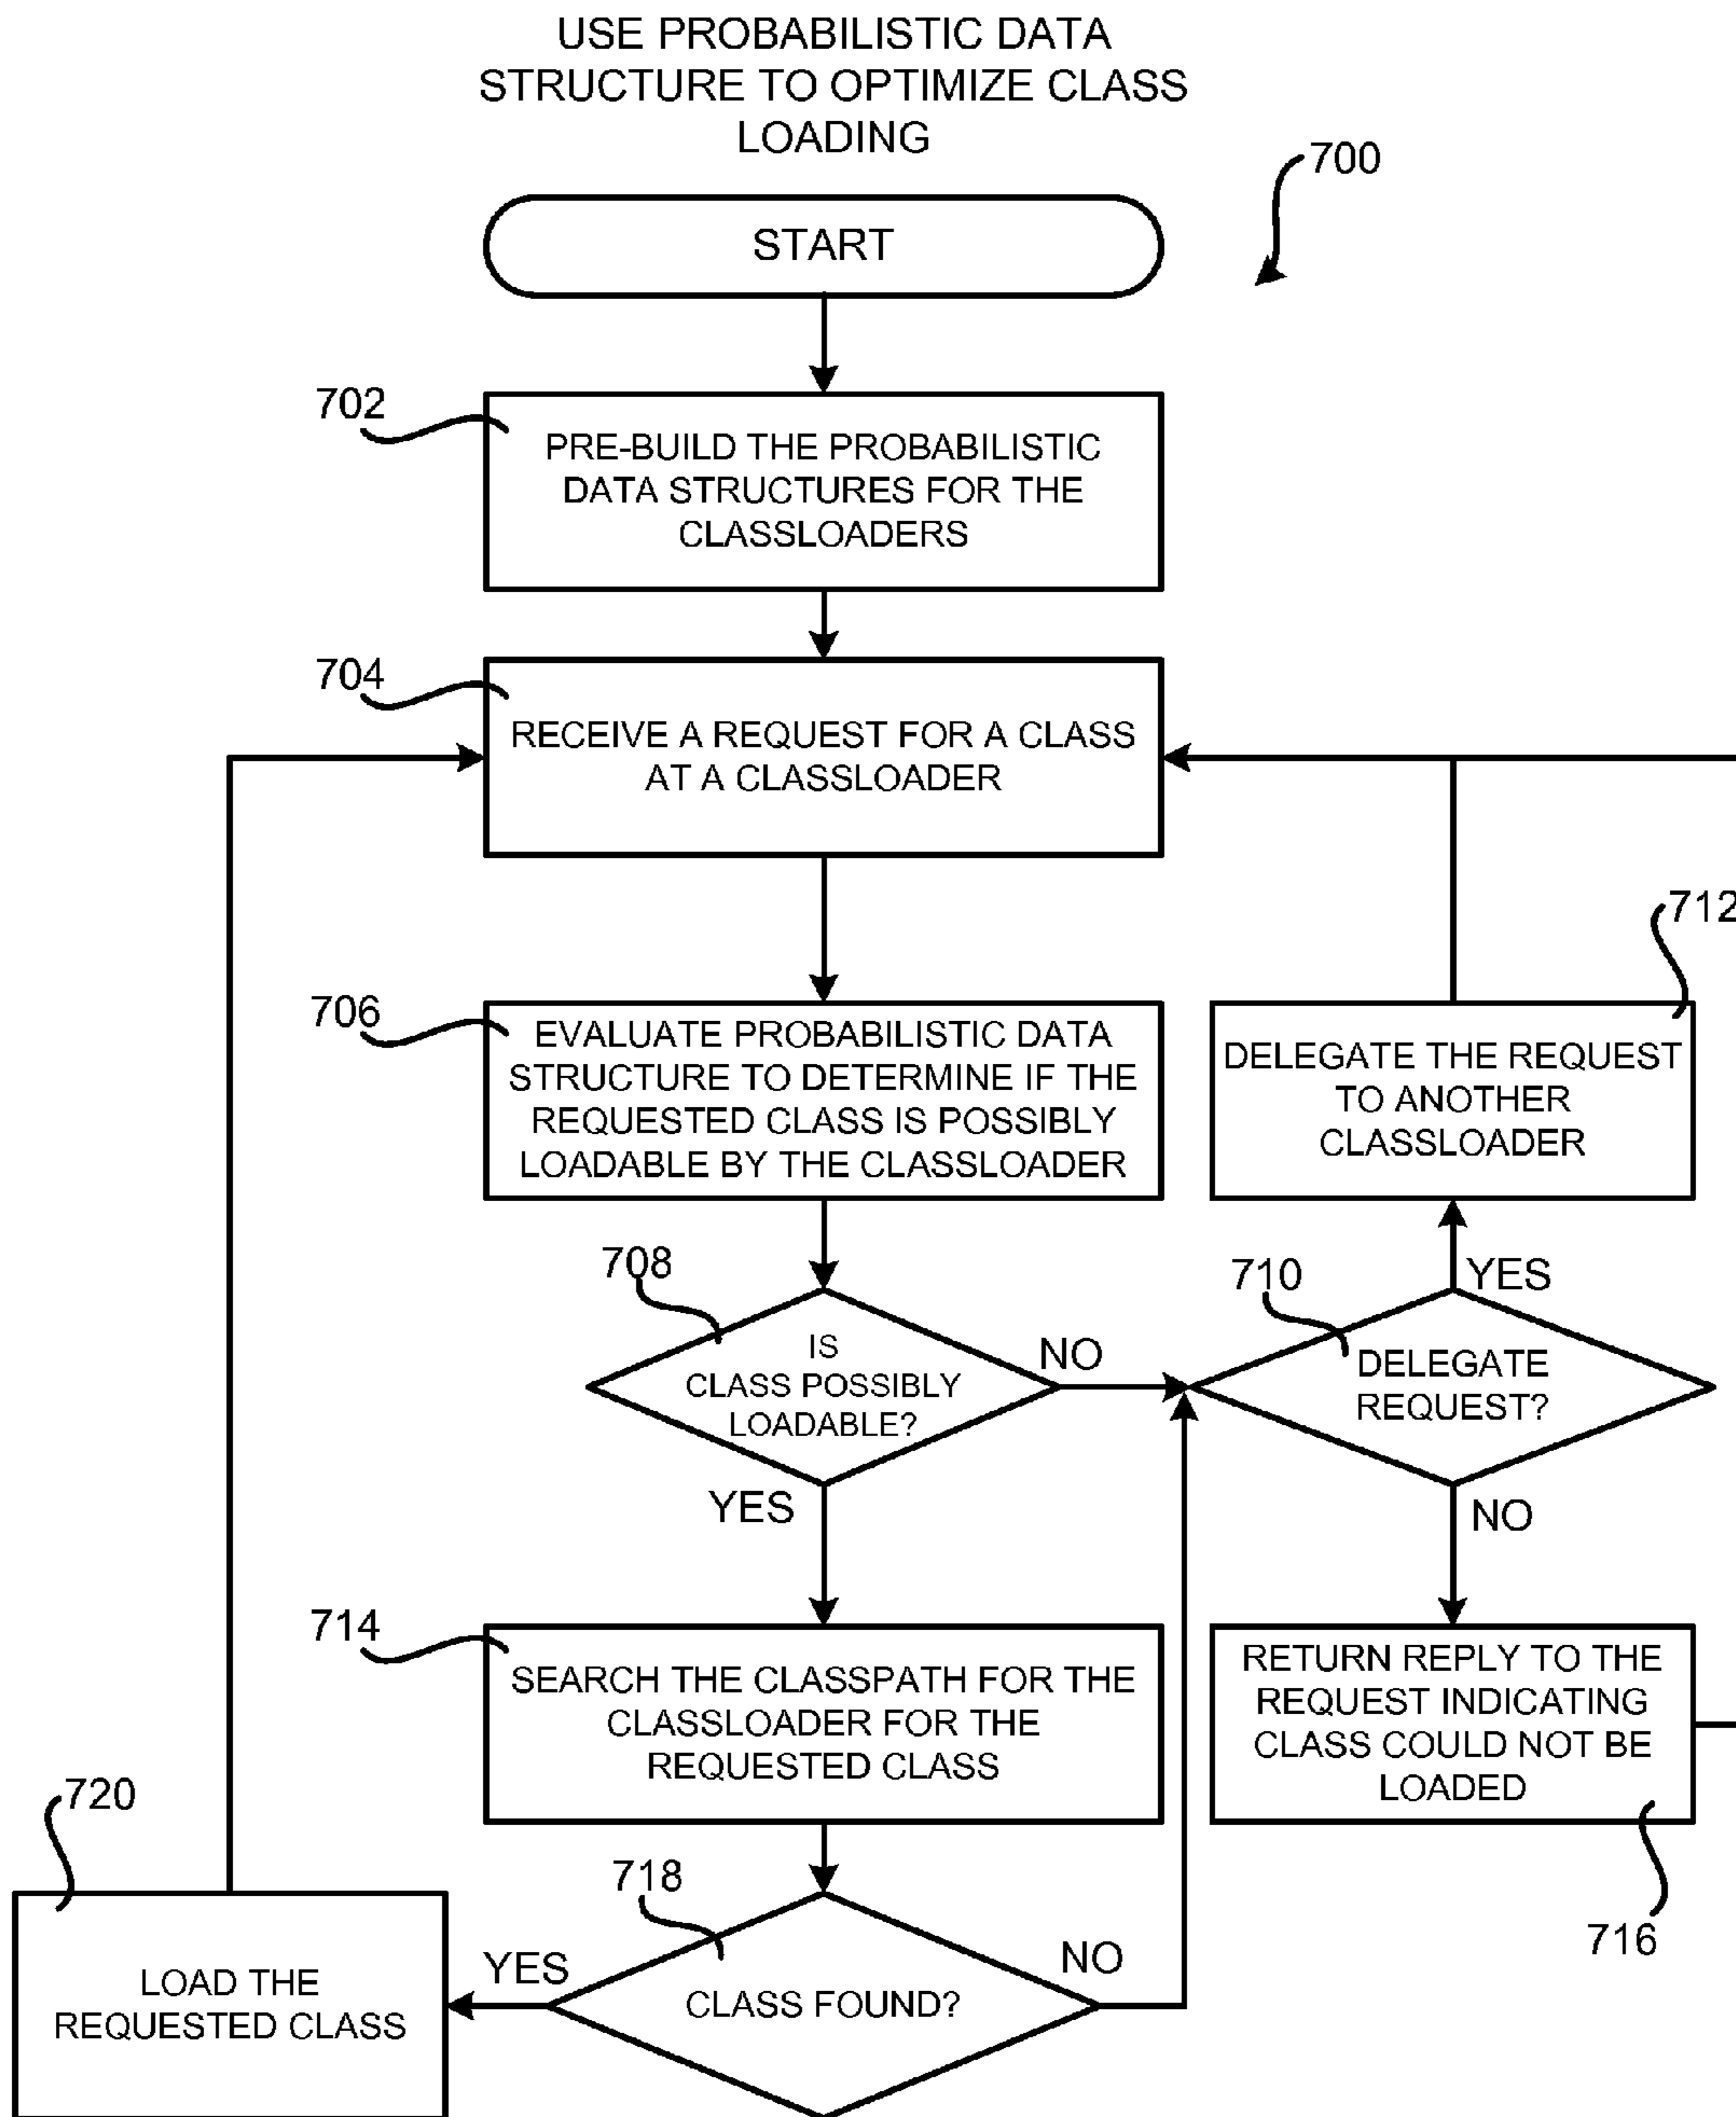 USE PROBABILISTIC DATA
STRUCTURE TO OPTIMIZE CLASS
LOADING
700
START
702
PRE-BUILD THE PROBABILISTIC
DATA STRUCTURES FOR THE
CLASSLOADERS
704
RECEIVE A REQUEST FOR A CLASS
AT A CLASSLOADER
712
706
EVALUATE PROBABILISTIC DATA
STRUCTURE TO DETERMINE IF THE
REQUESTED CLASS IS POSSIBLY
LOADABLE BY THE CLASSLOADER
DELEGATE THE REQUEST
TO ANOTHER
CLASSLOADER
708
710
YES
IS
CLASS POSSIBLY
LOADABLE?
NO
DELEGATE
REQUEST?
YES
NO
714
SEARCH THE CLASSPATH FOR THE
CLASSLOADER FOR THE
REQUESTED CLASS
RETURN REPLY TO THE
REQUEST INDICATING
CLASS COULD NOT BE
LOADED
720
718
716
YES
NO
LOAD THE
REQUESTED CLASS
CLASS FOUND?